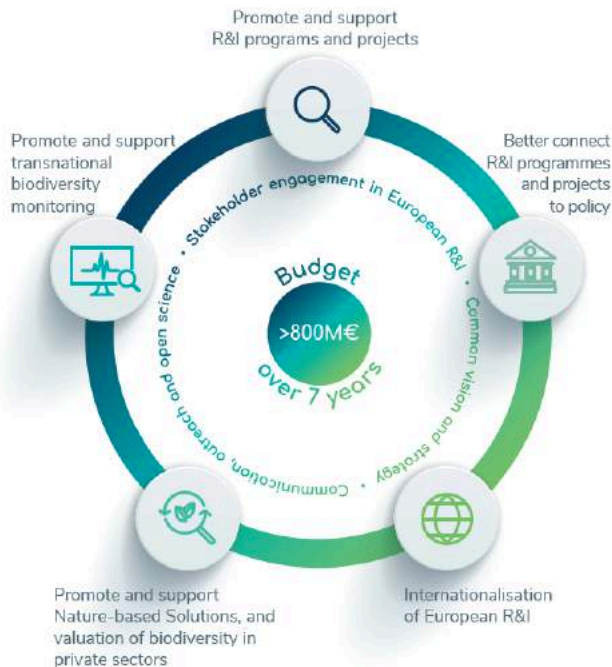 Promote and support
R&I programs and projects
Promote and support
transnational
biodiversity
monitoring
Better connect
R&I programmes
and projects
to policy
Stakeholder engagement in European R&I • Common vision and strategy • Communication, outreach and open science •
Budget
>800M€
over 7 years
Promote and support
Nature-based Solutions, and
valuation of biodiversity in
private sectors
Internationalisation
of European R&I